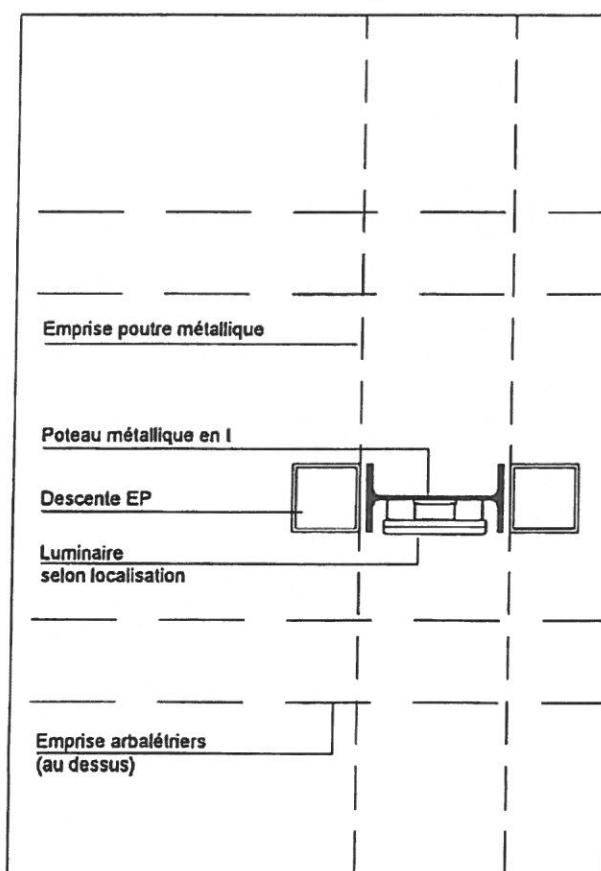 Emprise poutre métallique
Poteau métallique en I
Descente EP
Luminaire
selon localisation
Emprise arbalétriers
(au dessus)